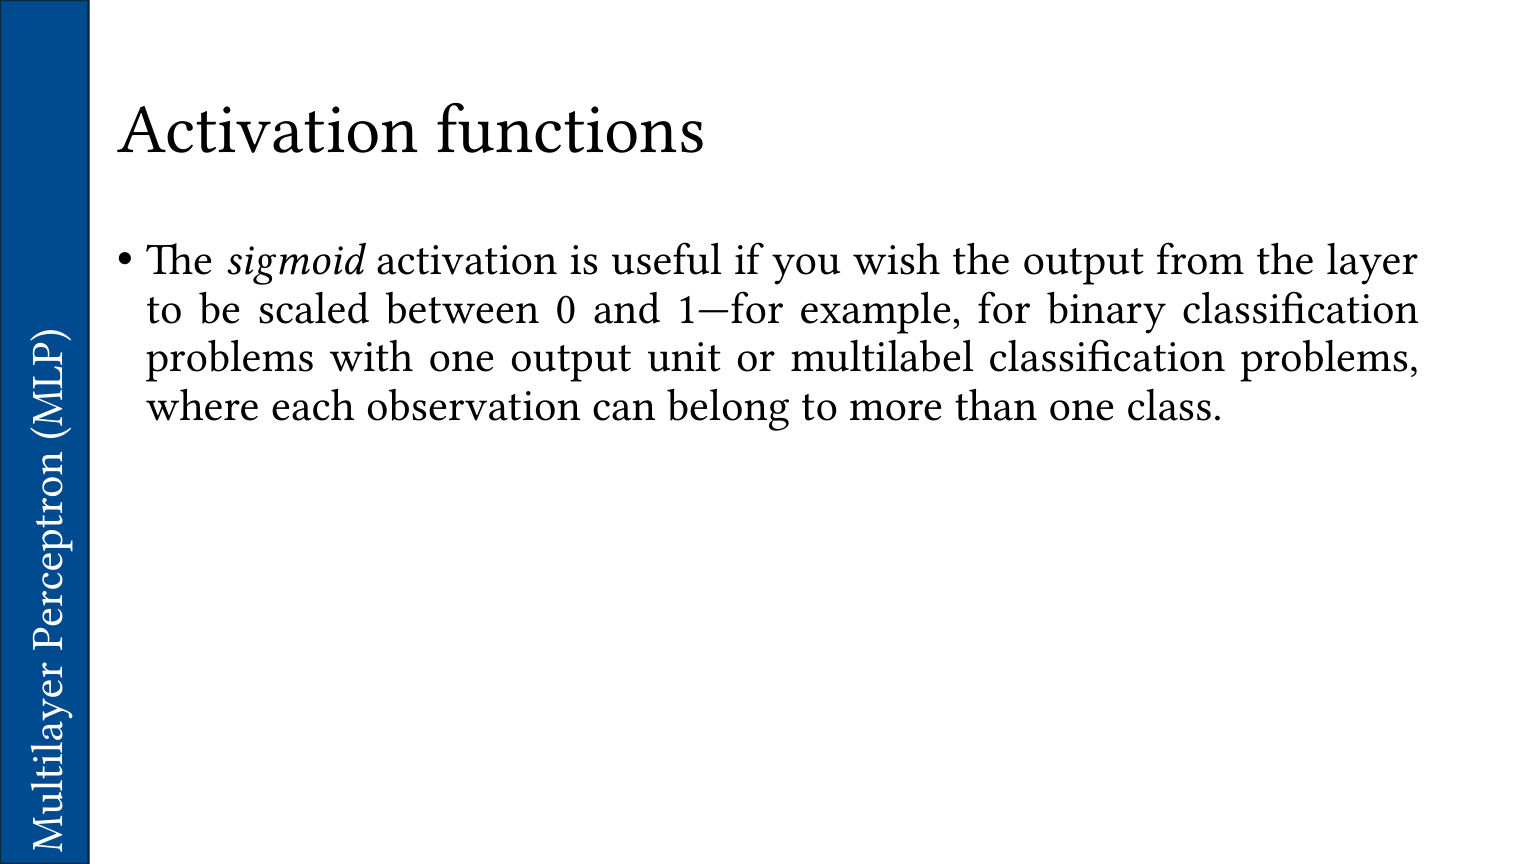 Multilayer Perceptron (MLP)
Activation functions
• The sigmoid activation is useful if you wish the output from the layer
to be scaled between 0 and 1—for example, for binary classification
problems with one output unit or multilabel classification problems,
where each observation can belong to more than one class.